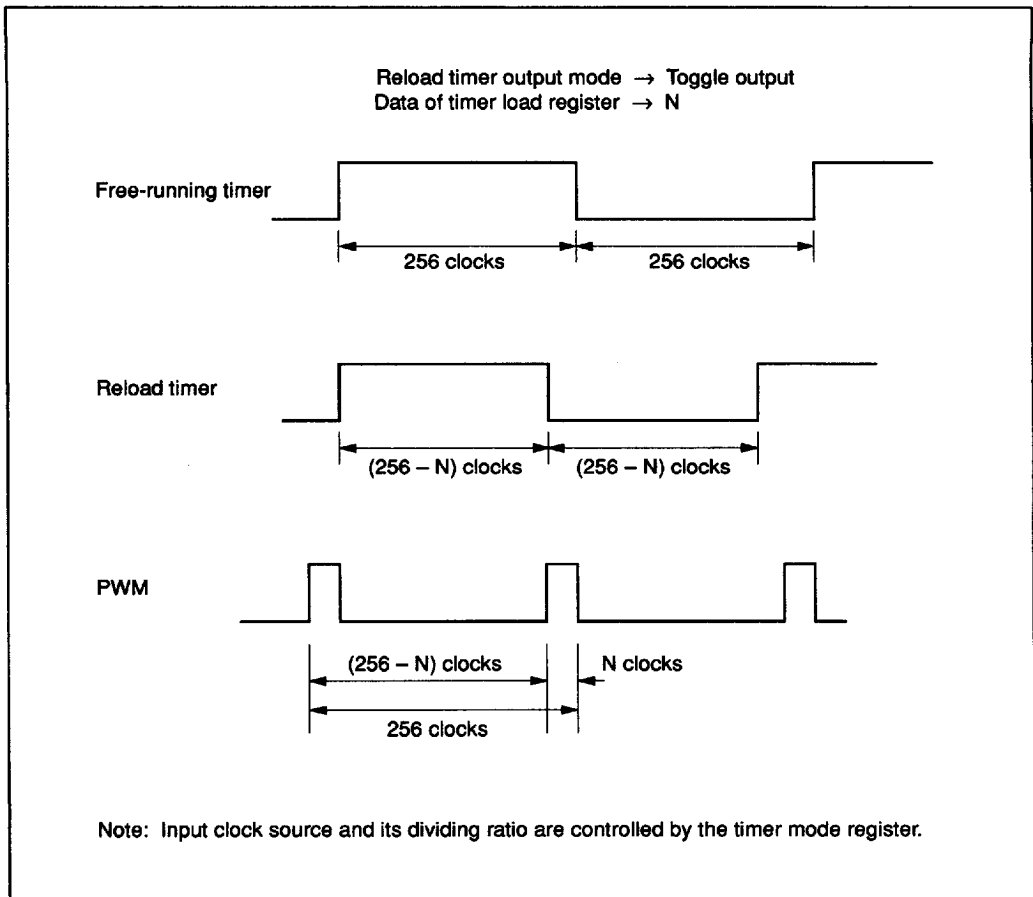 Reload timer output mode → Toggle output
Data of timer load register → N
Free-running timer
256 clocks
256 clocks
Reload timer
(256 – N) clocks
(256 – N) clocks
PWM
(256 – N) clocks
N clocks
256 clocks
Note: Input clock source and its dividing ratio are controlled by the timer mode register.